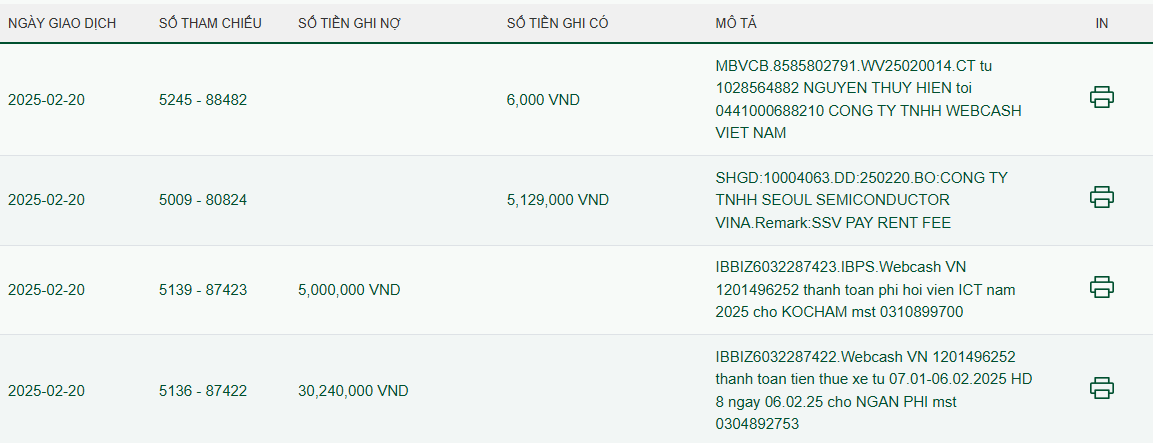 NGÀY GIAO DỊCH SỐ THAM CHIẾU SỐ TIỀN GHI NỢ SỐ TIỀN GHI CÓ MÔ TẢ IN
MBVCB.8585802791.WV25020014.CT tu
1028564882 NGUYEN THUY HIEN toi
2025-02-20 5245 - 88482 6,000 VND
0441000688210 CONG TY TNHH WEBCASH
VIET NAM
SHGD:10004063.DD:250220.BO:CONG TY
2025-02-20 5009 - 80824 5,129,000 VND TNHH SEOUL SEMICONDUCTOR
VINA.Remark:SSV PAY RENT FEE
IBBIZ6032287423.IBPS.Webcash VN
2025-02-20 5139 - 87423 5,000,000 VND 1201496252 thanh toan phi hoi vien ICT nam
2025 cho KOCHAM mst 0310899700
IBBIZ6032287422.Webcash VN 1201496252
thanh toan tien thue xe tu 07.01-06.02.2025 HD
2025-02-20 5136 - 87422 30,240,000 VND
8 ngay 06.02.25 cho NGAN PHI mst
0304892753